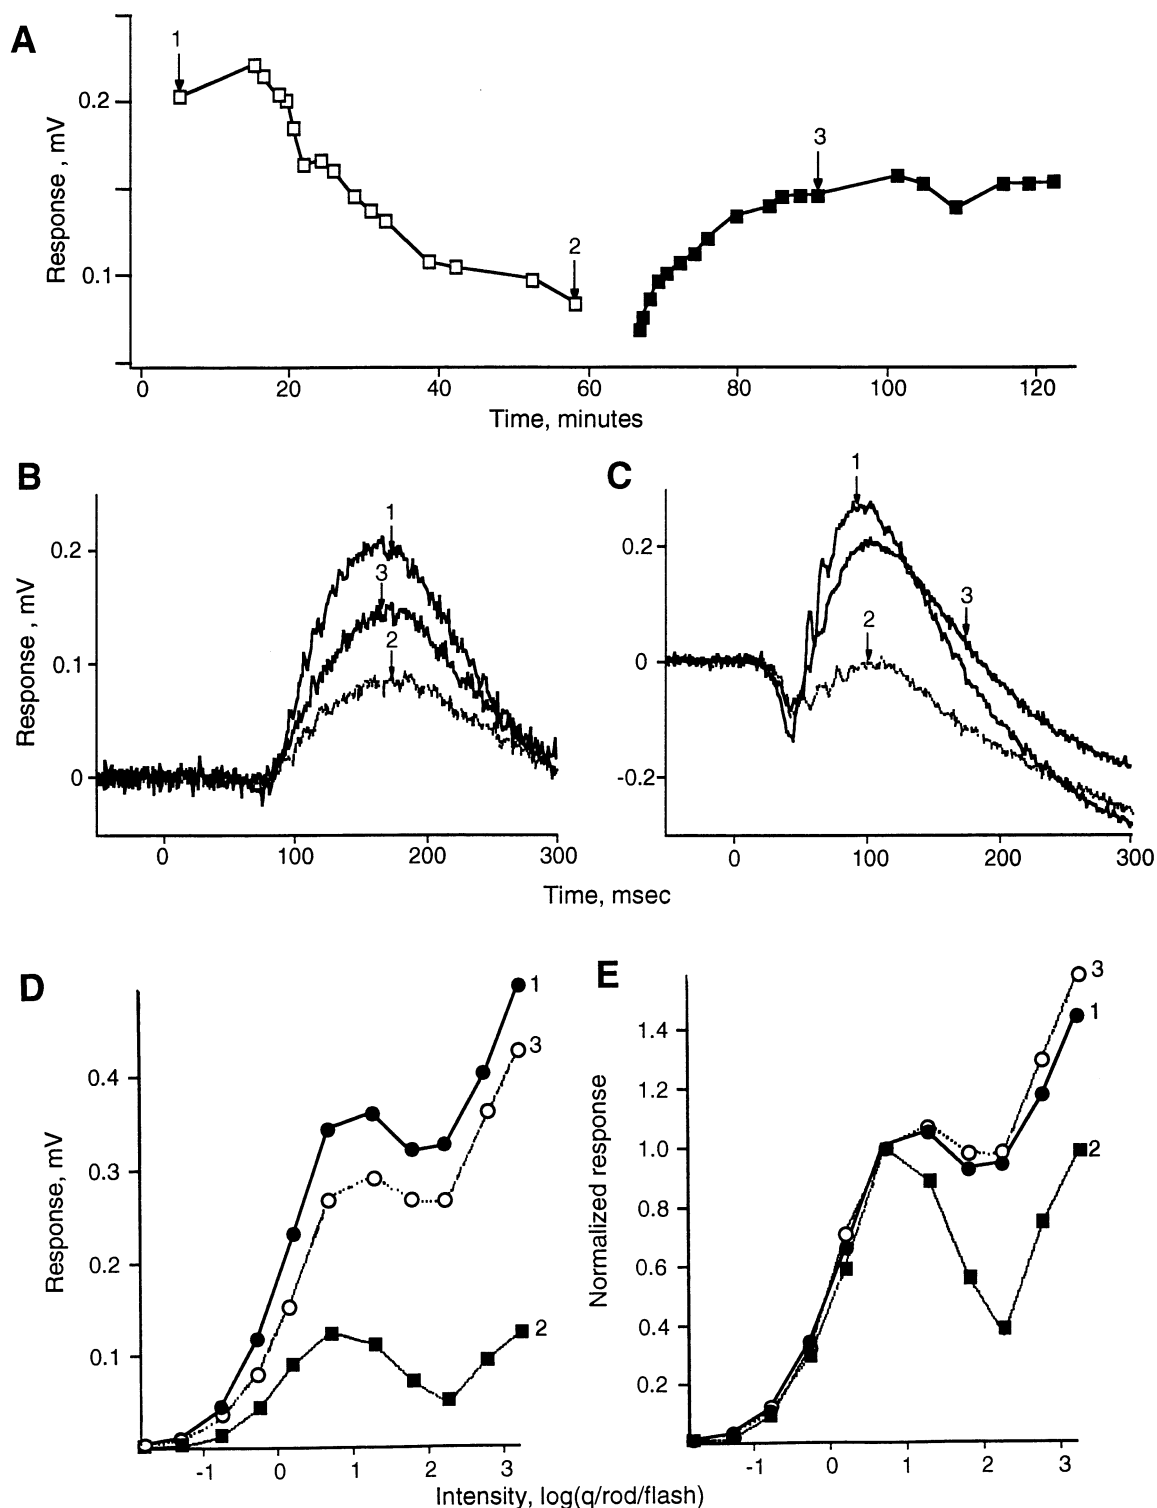 A
1
0.2
2
3
0.1
Response , mV
0 20 40 60 80 100 120
Time, minutes
B
1
0.2
3
2
0.1
0
Response , mV
0 100 200 300
C
1
0.2
3
2
0
-0.2
0 100 200 300
Time, msec
D
1
3
0.4
0.3
0.2
2
0.1
Response, mV
-1 0 1 2 3
E
3
1
1.4
1.2
1.0
2
0.8
0.6
0.4
0.2
Normalized response
-1 0 1 2 3
Intensity, log(q/rod/flash)